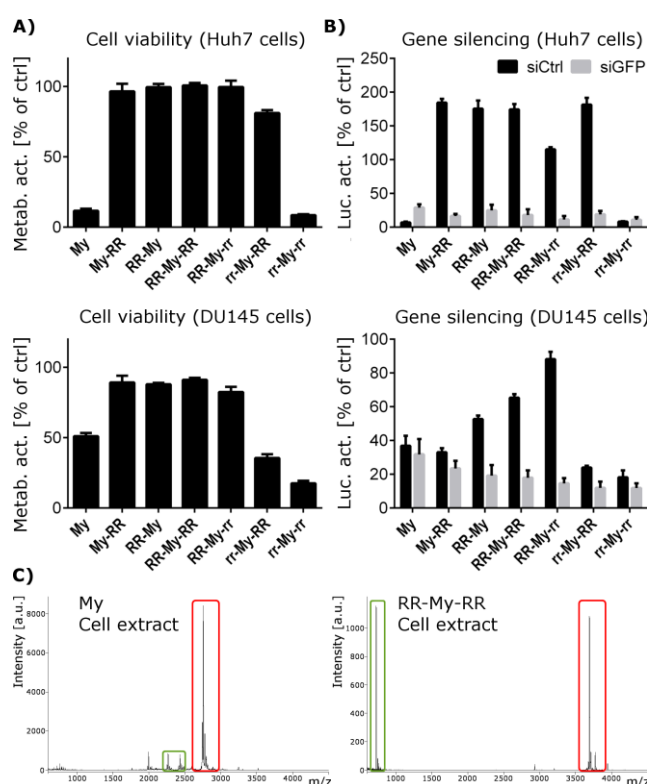 A)
Cell viability (Huh7 cells)
Metab. act. [% of ctrl]
100
50
0
My
My-RR
RR-My
RR-My-RR
RR-My-rr
rr-My-RR
rr-My-rr
B)
Gene silencing (Huh7 cells)
siCtrl siGFP
Luc. act. [% of ctrl]
250
200
150
100
50
0
My
My-RR
RR-My
RR-My-RR
RR-My-rr
rr-My-RR
rr-My-rr
Cell viability (DU145 cells)
Metab. act. [% of ctrl]
100
50
0
My
My-RR
RR-My
RR-My-RR
RR-My-rr
rr-My-RR
rr-My-rr
Gene silencing (DU145 cells)
Luc. act. [% of ctrl]
100
80
60
40
20
0
My
My-RR
RR-My
RR-My-RR
RR-My-rr
rr-My-RR
rr-My-rr
C)
My
Cell extract
Intensity [a.u.]
8000
6000
4000
2000
0
1000 1500 2000 2500 3000 3500 4000
m/z
RR-My-RR
Cell extract
Intensity [a.u.]
1000
800
600
400
200
0
1000 2000 3000 4000
m/z